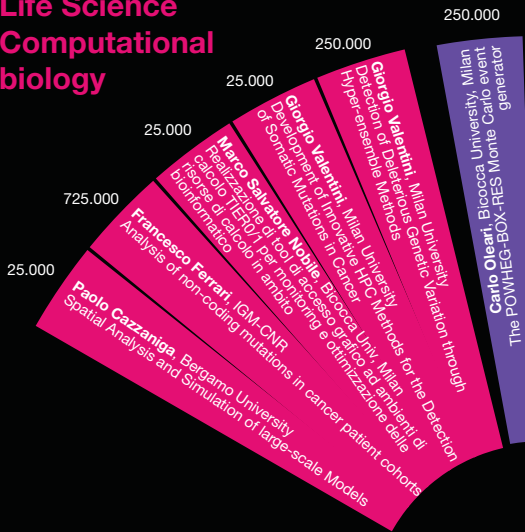 Life Science
Computational
biology
25.000
Paolo Cazzaniga, Bergamo University
Spatial Analysis and Simulation of large-scale Models
725.000
Francesco Ferrari, IGM-CNR
Analysis of non-coding mutations in cancer patient cohorts
25.000
Marco Salvatore Nobile, Bicocca Univ. Milan
Realizzazione di tool di accesso grafico ad ambienti di
calcolo TIER0/1 per monitoring e ottimizzazione delle
risorse di calcolo in ambito
bioinformatico
25.000
Giorgio Valentini, Milan University
Development of Innovative HPC Methods for the Detection
of Somatic Mutations in Cancer
250.000
Giorgio Valentini, Milan University
Detection of Deleterious Genetic Variation through
Hyper-ensemble Methods
250.000
Carlo Oleari, Bicocca University, Milan
The POWHEG-BOX-RES Monte Carlo event
generator